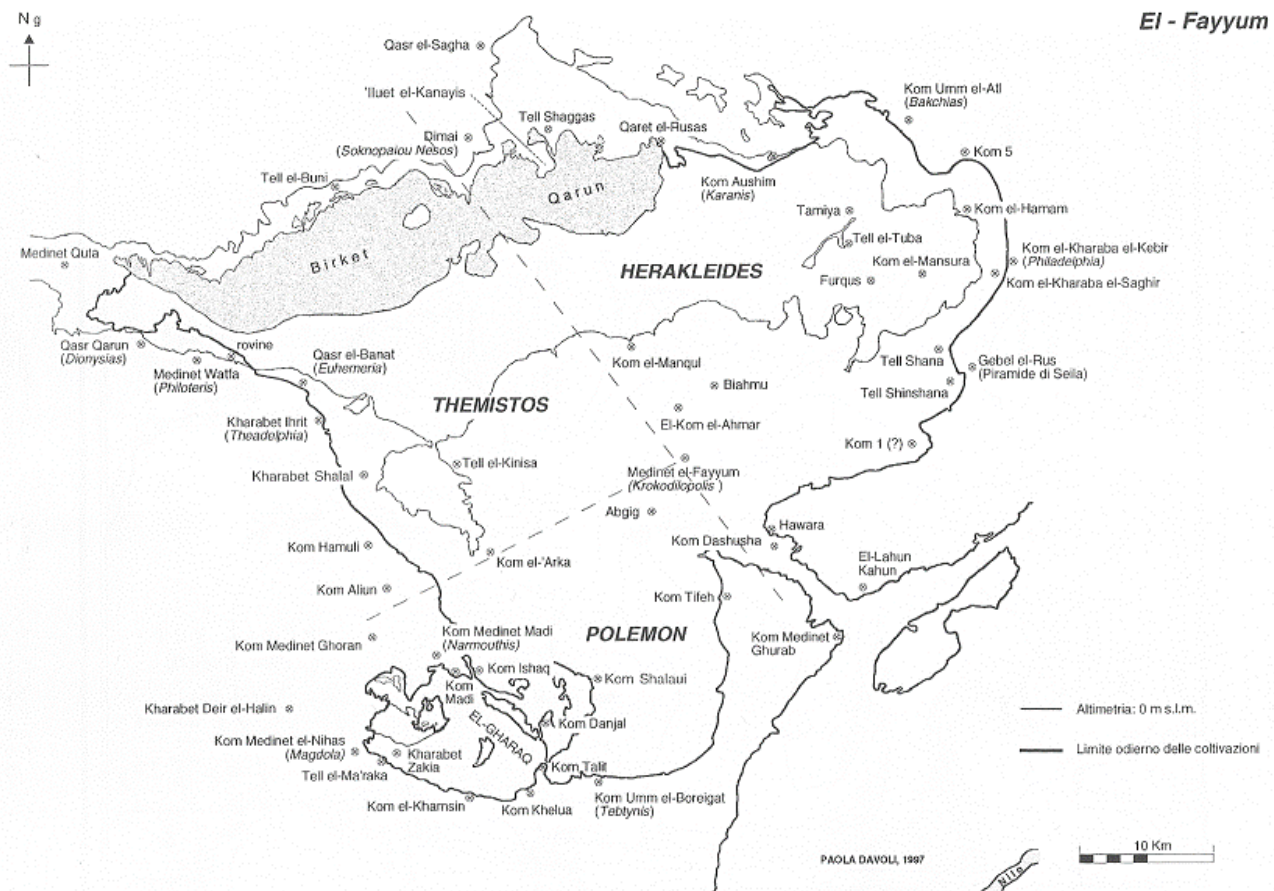 N g
El - Fayyum
Qasr el-Sagha
'Iluet el-Kanayis
Tell Shaggas
Dimai
(Soknopaiou Nesos)
Qaret el-Rusas
Kom Umm el-Atl
(Bakchias)
Kom 5
Tell el-Buni
Qarun
Kom Aushim
(Karanis)
Tamiya
Kom el-Hamam
Medinet Quta
Birket
HERAKLEIDES
Tell el-Tuba
Kom el-Mansura
Furqus
Kom el-Kharaba el-Kebir
(Philadelphia)
Kom el-Kharaba el-Saghir
Qasr Qarun
(Dionysias)
rovine
Medinet Watfa
(Philoteris)
Qasr el-Banat
(Euhemeria)
Kom el-Manqul
Tell Shana
Gebel el-Rus
(Piramide di Seila)
Biahmu
Tell Shinshana
THEMISTOS
El-Kom el-Ahmar
Kharabet Ihrit
(Theadelphia)
Kom 1 (?)
Tell el-Kinisa
Medinet el-Fayyum
(Krokodilopolis)
Kharabet Shalal
Abgig
Hawara
Kom Dashusha
Kom Hamuli
Kom el-'Arka
El-Lahun
Kahun
Kom Aliun
Kom Tifeh
Kom Medinet Ghoran
Kom Medinet Madi
(Narmouthis)
POLEMON
Kom Medinet
Ghurab
Kom Ishaq
Kom
Madi
Kom Shalaui
Kharabet Deir el-Halin
EL-GHARAQ
Kom Danjal
Altimetria: 0 m s.l.m.
Kom Medinet el-Nihas
(Magdola)
Kharabet
Zakia
Limite odierno delle coltivazioni
Tell el-Ma'raka
Kom Talit
Kom el-Khamsin
Kom Khelua
Kom Umm el-Boreigat
(Tebtynis)
10 Km
PAOLA DAVOLI, 1997
Nilo